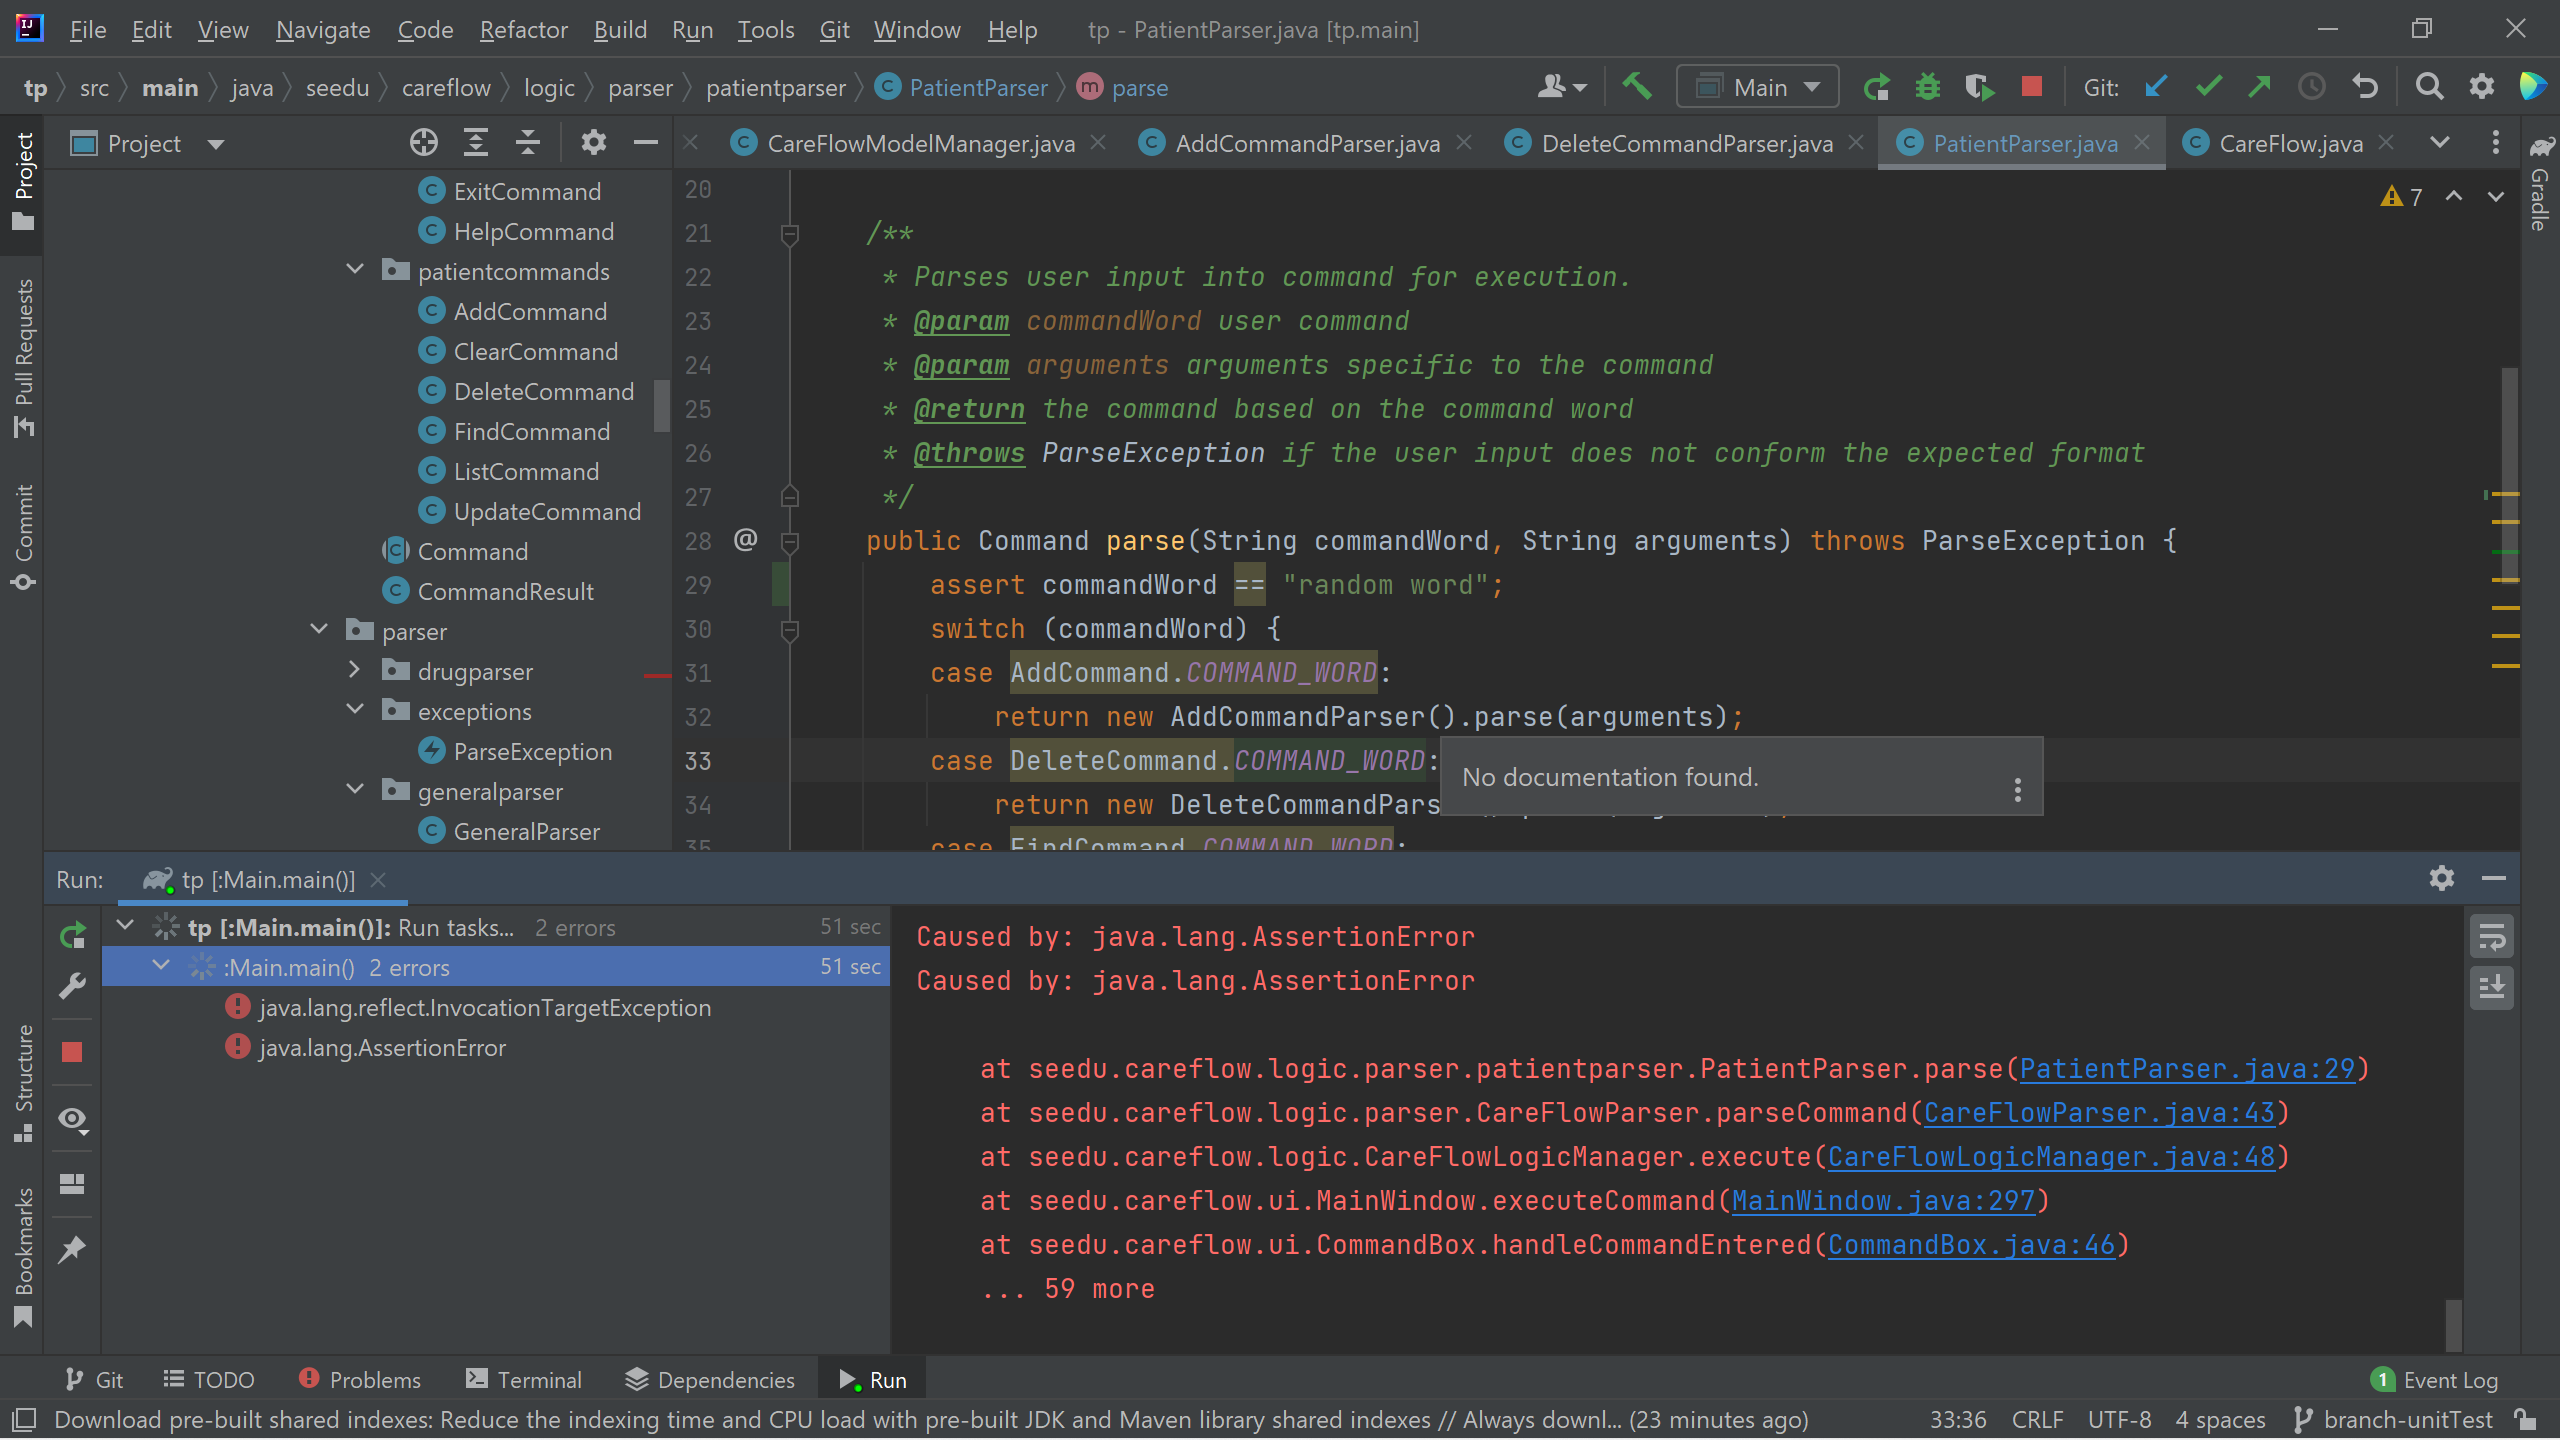 File Edit View Navigate Code Refactor Build Run Tools Git Window Help tp - PatientParser.java [tp.main]
tp src main java seedu careflow logic parser patientparser PatientParser parse Main Git:
Project
CareFlowModelManager.java AddCommandParser.java DeleteCommandParser.java PatientParser.java CareFlow.java
Project
Pull Requests
Commit
Structure
Bookmarks
Gradle
ExitCommand
HelpCommand
patientcommands
AddCommand
ClearCommand
DeleteCommand
FindCommand
ListCommand
UpdateCommand
Command
CommandResult
parser
drugparser
exceptions
ParseException
generalparser
GeneralParser
7
20
21 /**
22 * Parses user input into command for execution.
23 * @param commandWord user command
24 * @param arguments arguments specific to the command
25 * @return the command based on the command word
26 * @throws ParseException if the user input does not conform the expected format
27 */
28 @ public Command parse(String commandWord, String arguments) throws ParseException {
29 assert commandWord == "random word";
30 switch (commandWord) {
31 case AddCommand.COMMAND_WORD:
32 return new AddCommandParser().parse(arguments);
33 case DeleteCommand.COMMAND_WORD:
No documentation found.
34 return new DeleteCommandPars
35 case FindCommand.COMMAND_WORD:
Run: tp [:Main.main()]
tp [:Main.main()]: Run tasks... 2 errors 51 sec
:Main.main() 2 errors 51 sec
java.lang.reflect.InvocationTargetException
java.lang.AssertionError
Caused by: java.lang.AssertionError
Caused by: java.lang.AssertionError
at seedu.careflow.logic.parser.patientparser.PatientParser.parse(PatientParser.java:29)
at seedu.careflow.logic.parser.CareFlowParser.parseCommand(CareFlowParser.java:43)
at seedu.careflow.logic.CareFlowLogicManager.execute(CareFlowLogicManager.java:48)
at seedu.careflow.ui.MainWindow.executeCommand(MainWindow.java:297)
at seedu.careflow.ui.CommandBox.handleCommandEntered(CommandBox.java:46)
... 59 more
Git TODO Problems Terminal Dependencies Run 1 Event Log
Download pre-built shared indexes: Reduce the indexing time and CPU load with pre-built JDK and Maven library shared indexes // Always downl... (23 minutes ago) 33:36 CRLF UTF-8 4 spaces branch-unitTest